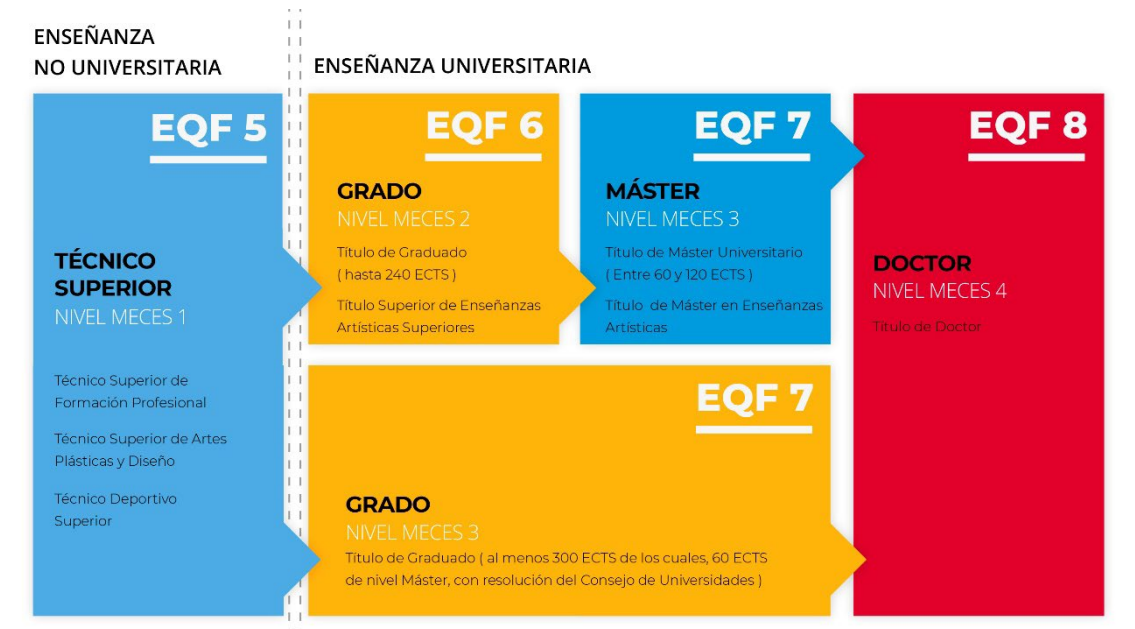 ENSEÑANZA
NO UNIVERSITARIA
ENSEÑANZA UNIVERSITARIA
EQF 5
TÉCNICO
SUPERIOR
NIVEL MECES 1
Técnico Superior de
Formación Profesional
Técnico Superior de Artes
Plásticas y Diseño
Técnico Deportivo
Superior
EQF 6
GRADO
NIVEL MECES 2
Título de Graduado
( hasta 240 ECTS )
Título Superior de Enseñanzas
Artísticas Superiores
EQF 7
MÁSTER
NIVEL MECES 3
Título de Máster Universitario
( Entre 60 y 120 ECTS )
Título de Máster en Enseñanzas
Artísticas
EQF 7
GRADO
NIVEL MECES 3
Título de Graduado ( al menos 300 ECTS de los cuales, 60 ECTS
de nivel Máster, con resolución del Consejo de Universidades )
EQF 8
DOCTOR
NIVEL MECES 4
Título de Doctor